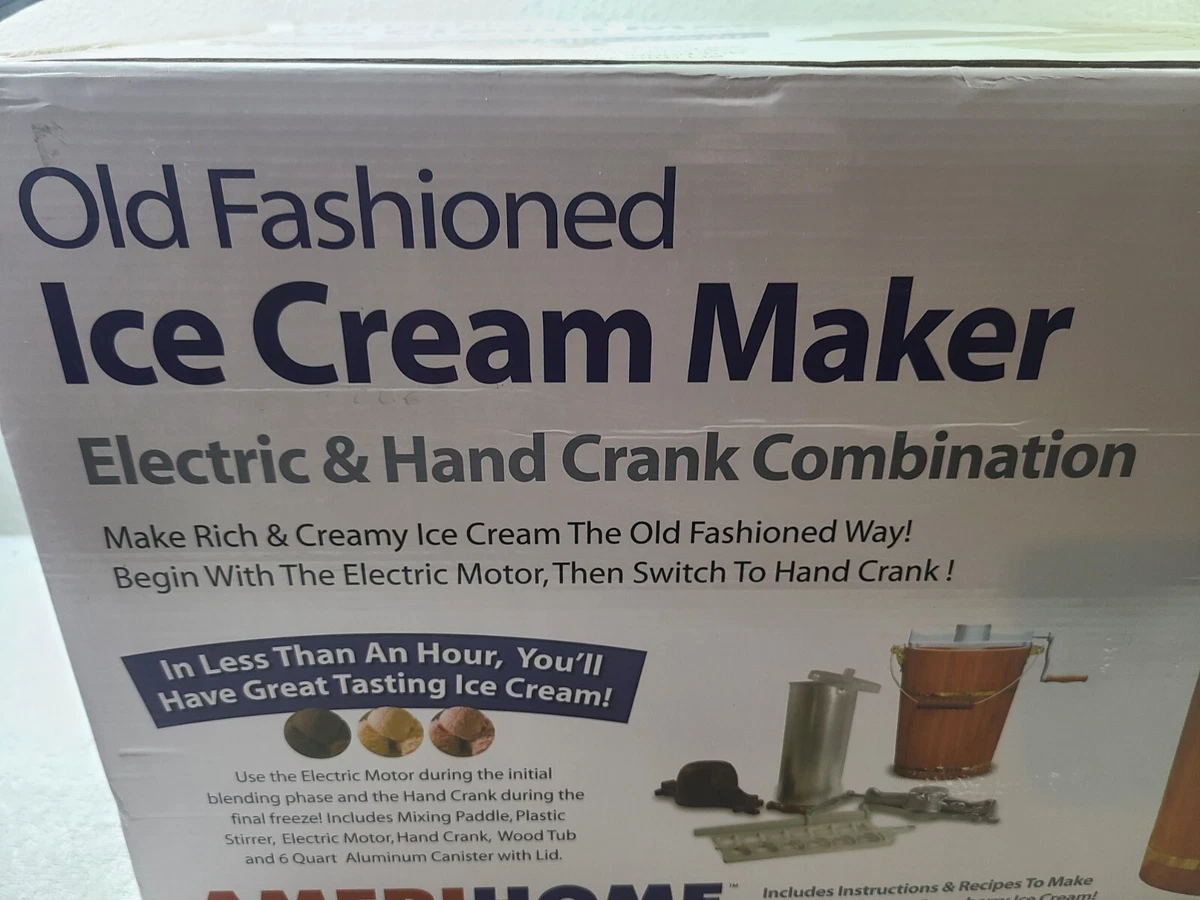 Old Fashioned
Ice Cream Maker
Electric & Hand Crank Combination
Make Rich & Creamy Ice Cream The Old Fashioned Way!
Begin With The Electric Motor, Then Switch To Hand Crank !
In Less Than An Hour, You'll
Have Great Tasting Ice Cream!
Use the Electric Motor during the initial
blending phase and the Hand Crank during the
final freeze! Includes Mixing Paddle, Plastic
Stirrer, Electric Motor, Hand Crank, Wood Tub
and 6 Quart Aluminum Canister with Lid.
AMERIHOME™
Includes Instructions & Recipes To Make
Ice Cream!